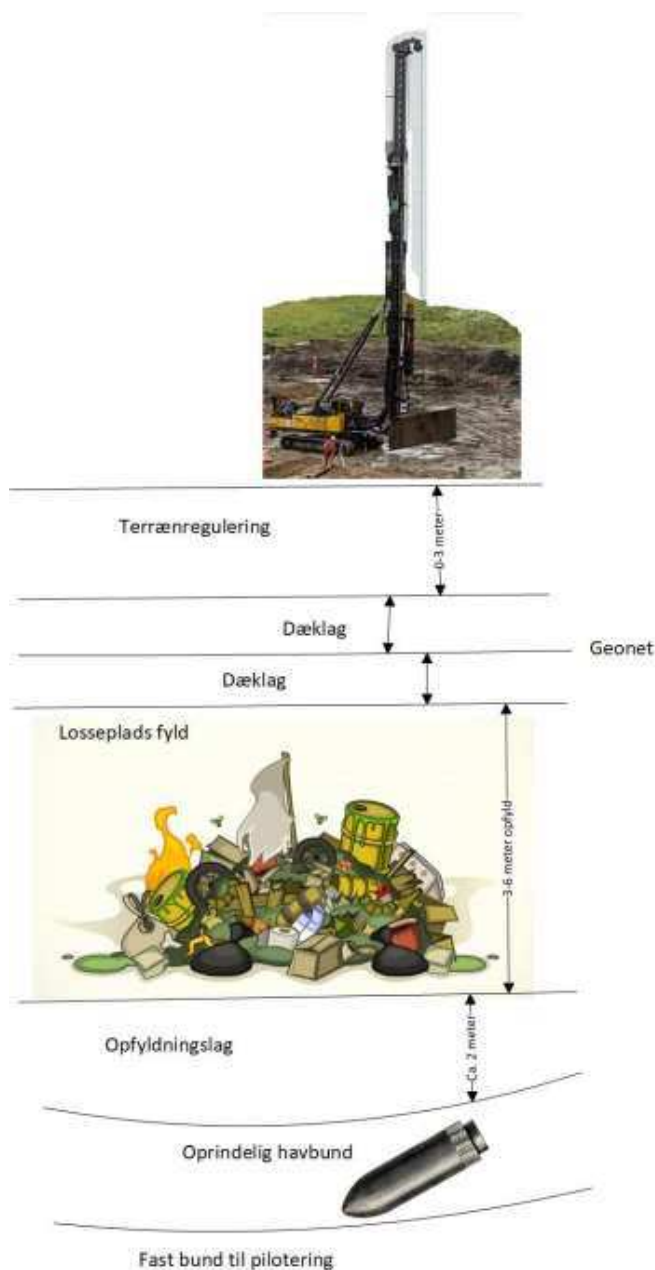 Terrænregulering
0-3 meter
Dæklag
Geonet
Dæklag
Losseplads fyld
3-6 meter opfyld
Opfyldningslag
Ca. 2 meter
Oprindelig havbund
Fast bund til pilotering